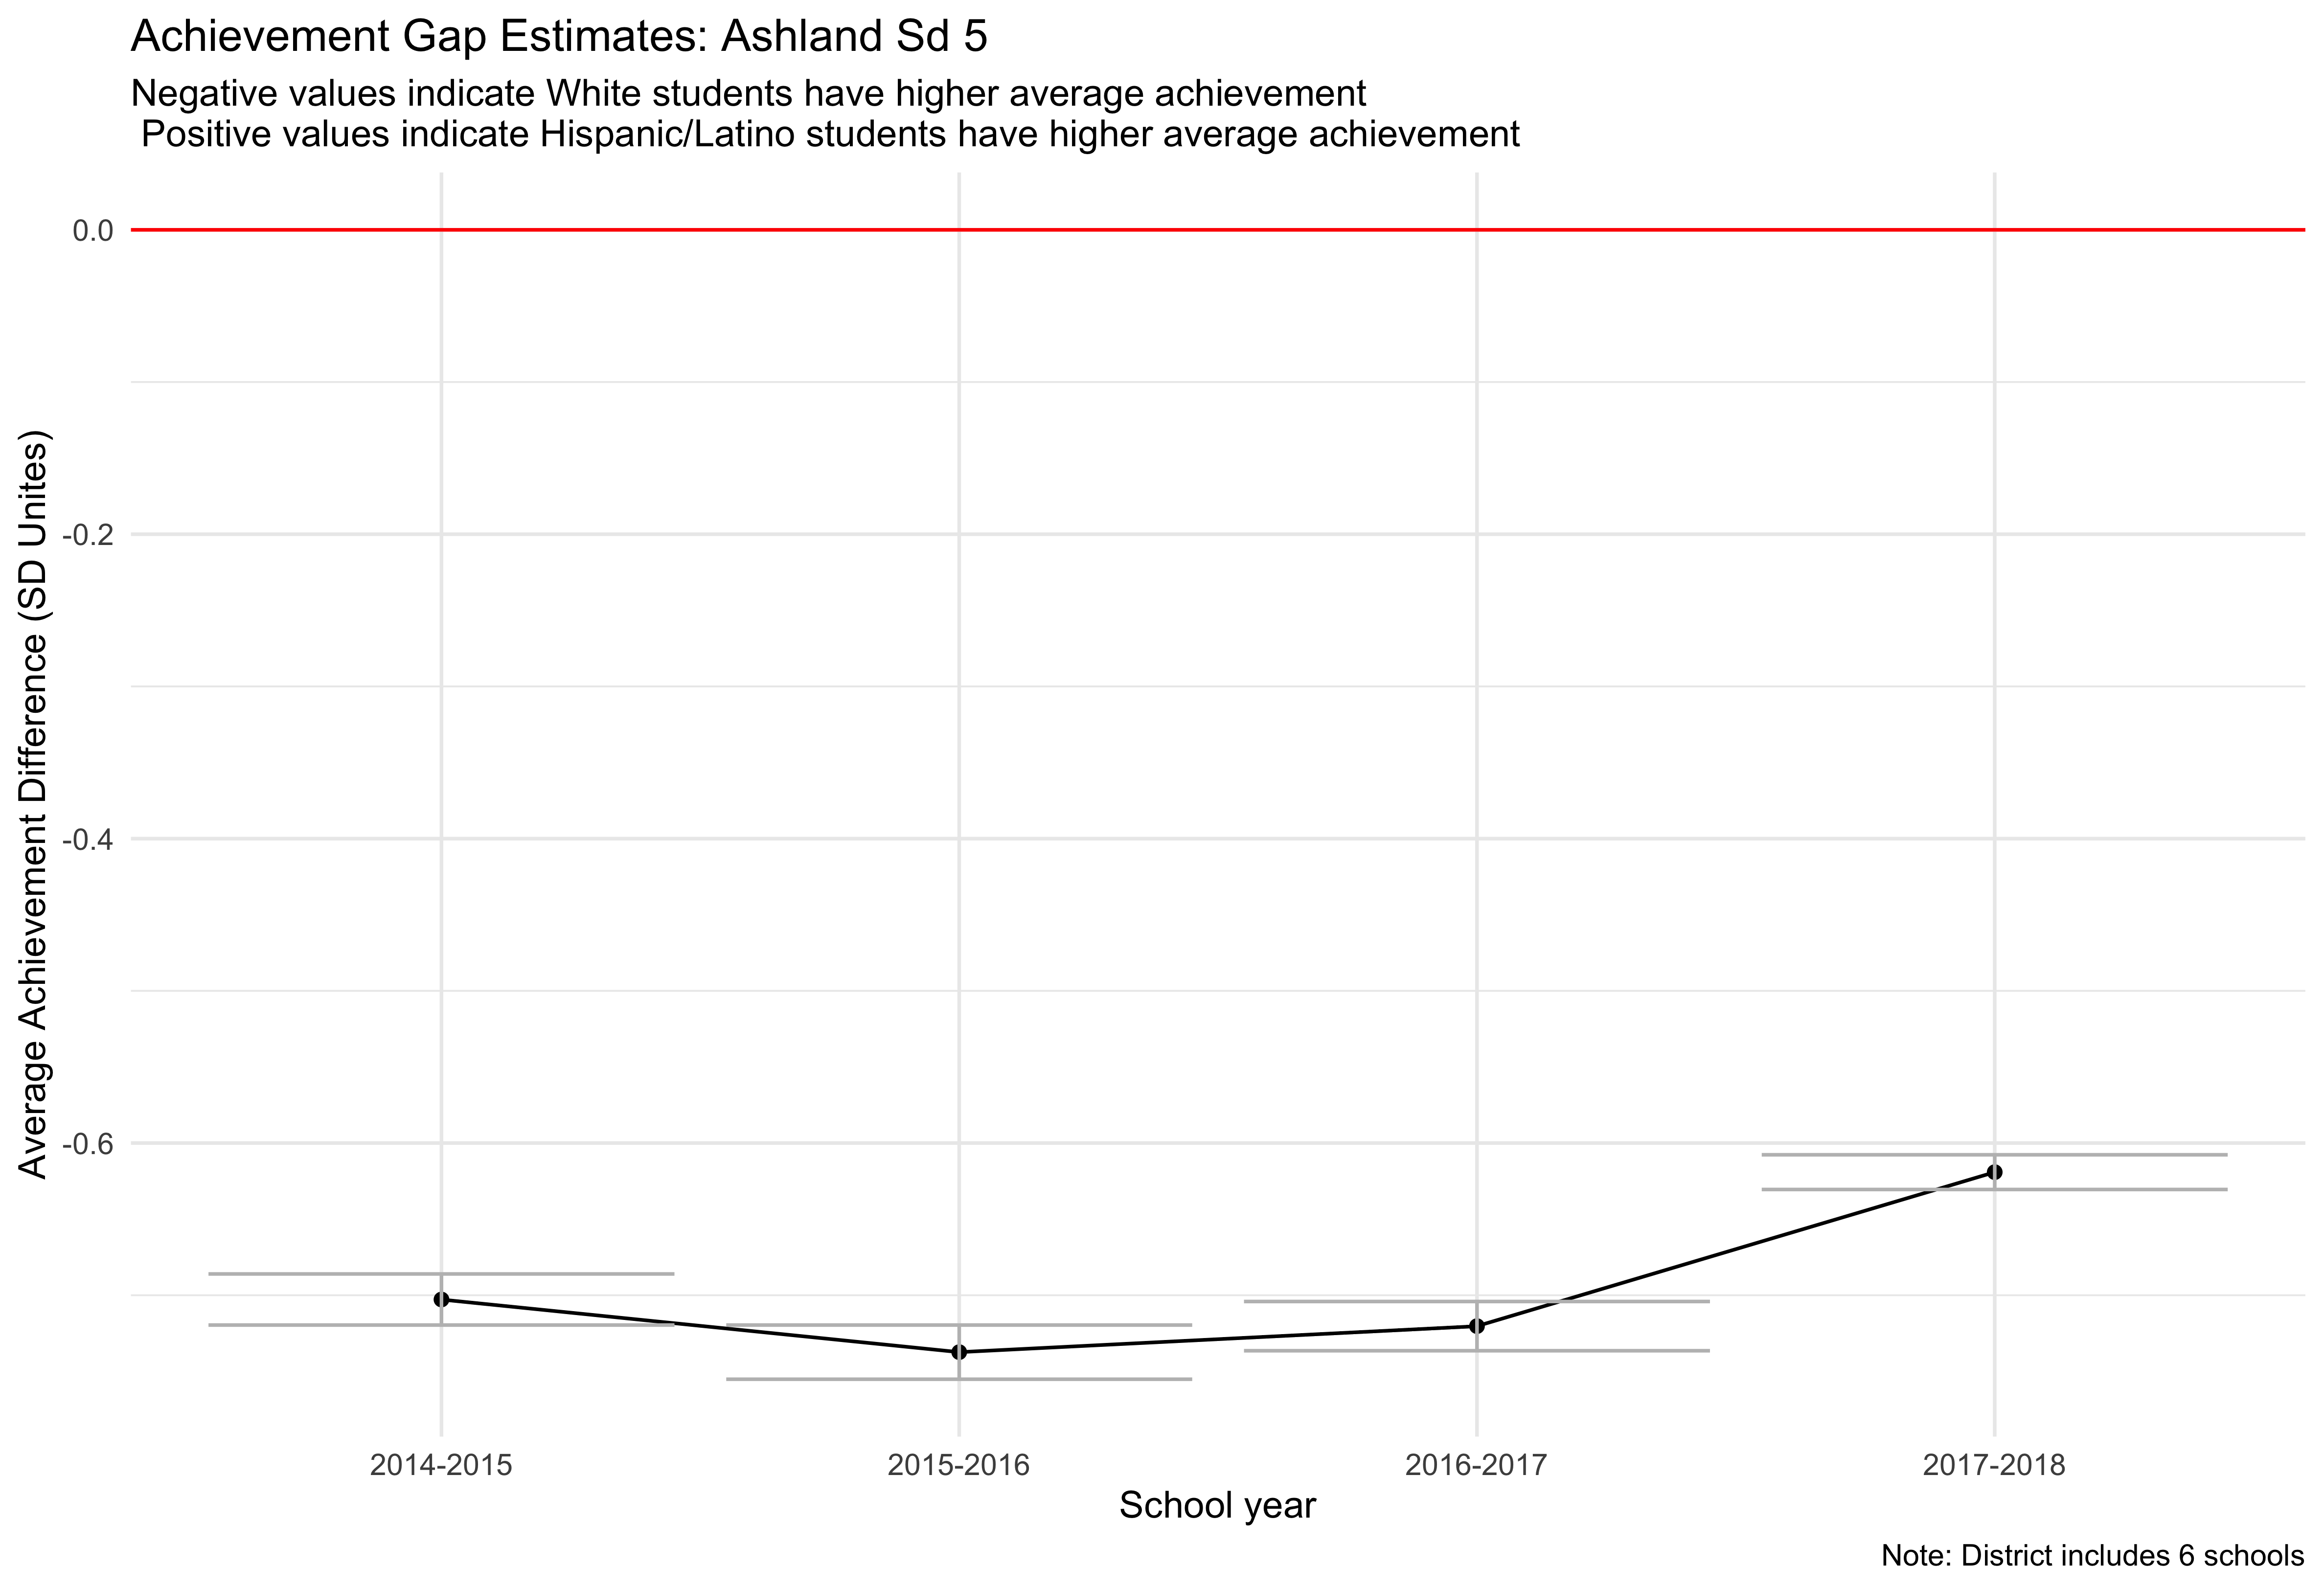 Achievement Gap Estimates: Ashland Sd 5
Negative values indicate White students have higher average achievement
Positive values indicate Hispanic/Latino students have higher average achievement
Average Achievement Difference (SD Unites)
0.0
-0.2
-0.4
-0.6
2014-2015
2015-2016
2016-2017
2017-2018
School year
Note: District includes 6 schools